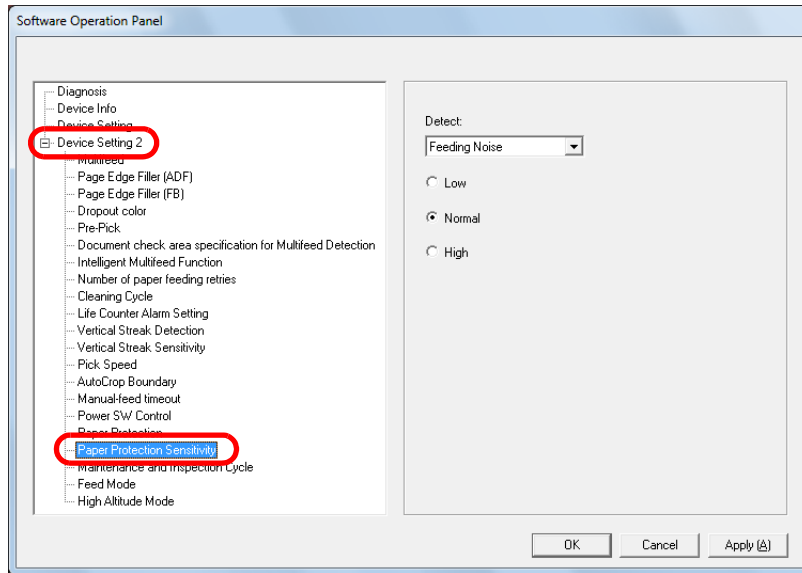 Software Operation Panel
Diagnosis
Device Info
Device Setting
Device Setting 2
Multifeed
Page Edge Filler (ADF)
Page Edge Filler (FB)
Dropout color
Pre-Pick
Document check area specification for Multifeed Detection
Intelligent Multifeed Function
Number of paper feeding retries
Cleaning Cycle
Life Counter Alarm Setting
Vertical Streak Detection
Vertical Streak Sensitivity
Pick Speed
AutoCrop Boundary
Manual-feed timeout
Power SW Control
Paper Protection
Paper Protection Sensitivity
Maintenance and Inspection Cycle
Feed Mode
High Altitude Mode
Detect:
Feeding Noise
Low
Normal
High
OK
Cancel
Apply (A)